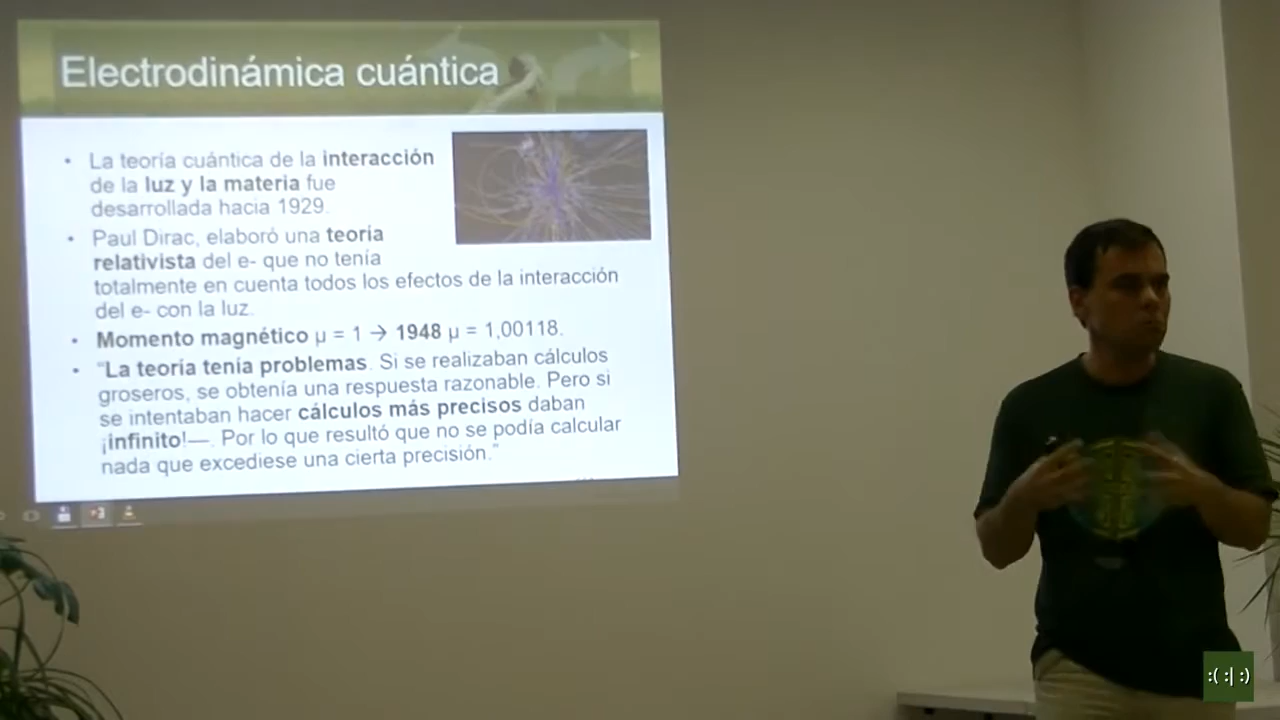 Electrodinámica cuántica
• La teoría cuántica de la interacción
de la luz y la materia fue
desarrollada hacia 1929.
• Paul Dirac, elaboró una teoría
relativista del e- que no tenía
totalmente en cuenta todos los efectos de la interacción
del e- con la luz.
• Momento magnético μ = 1 → 1948 μ = 1,00118.
• “La teoría tenía problemas. Si se realizaban cálculos
groseros, se obtenía una respuesta razonable. Pero si
se intentaban hacer cálculos más precisos daban
¡infinito!—. Por lo que resultó que no se podía calcular
nada que excediese una cierta precisión.”
:( :| :)